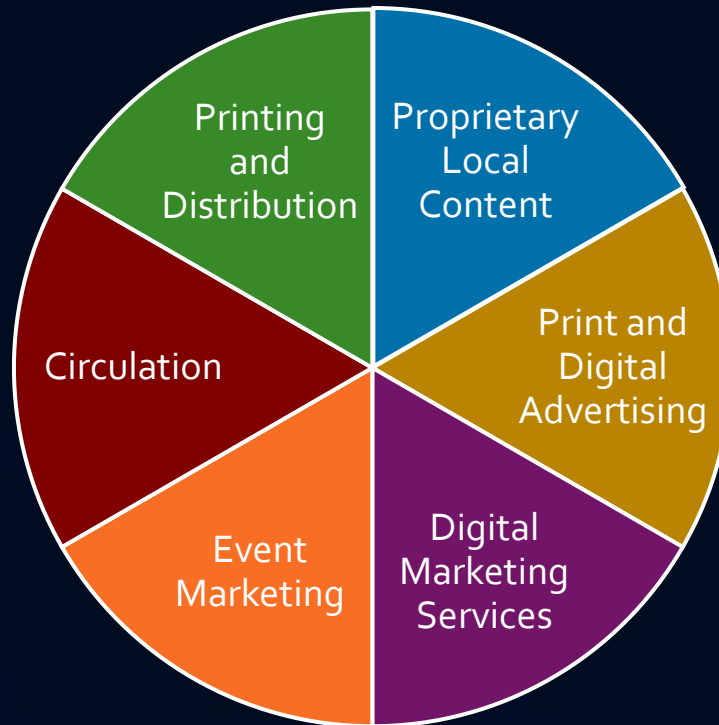 Printing
and
Distribution
Proprietary
Local
Content
Circulation
Print and
Digital
Advertising
Event
Marketing
Digital
Marketing
Services